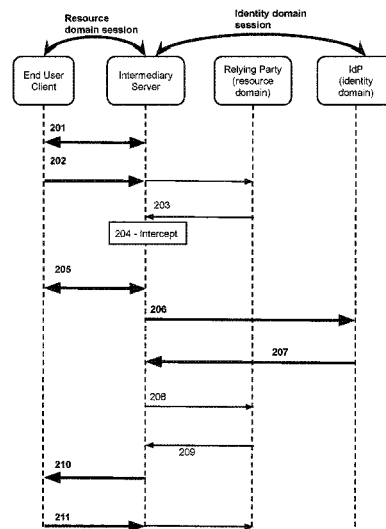 Resource
domain session
Identity domain
session
End User
Client
Intermediary
Server
Relying Party
(resource
domain)
IdP
(identity
domain)
201
202
203
204 - Intercept
205
206
207
208
209
210
211